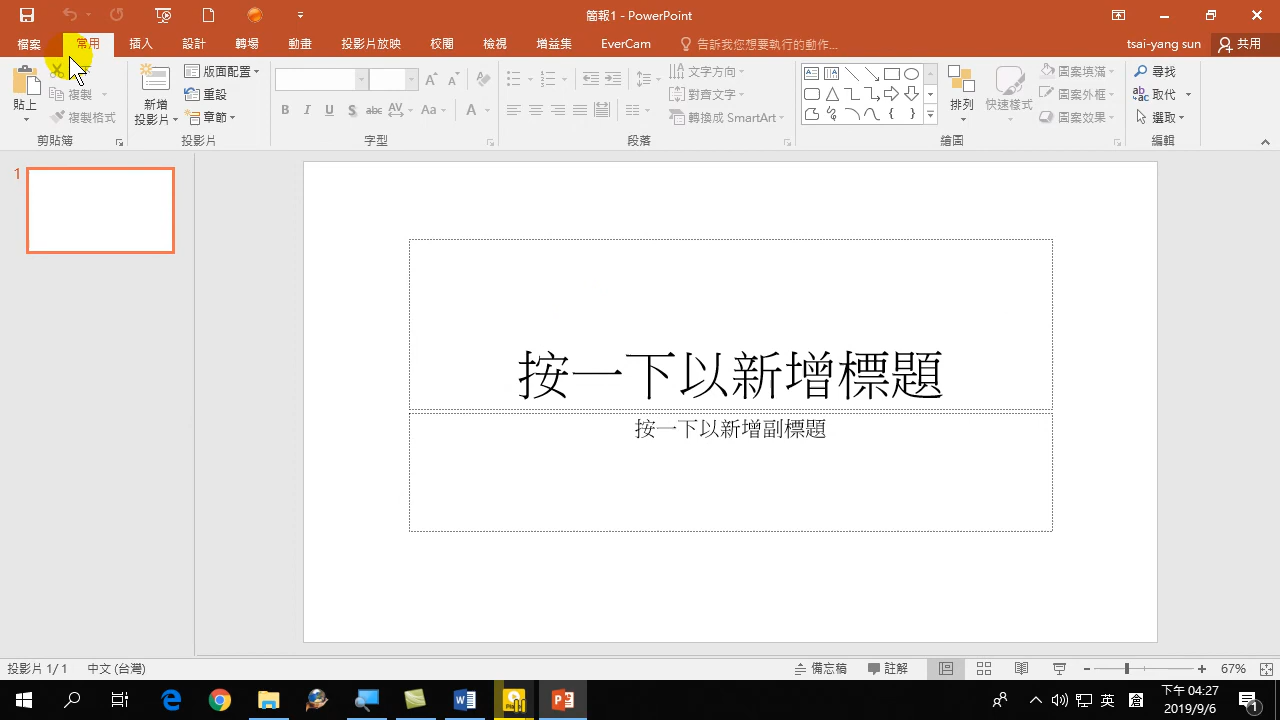 簡報1 - PowerPoint
檔案 常用 插入 設計 轉場 動畫 投影片放映 校閱 檢視 增益集 EverCam 告訴我您想要執行的動作... tsai-yang sun 共用
貼上
複製
複製格式
剪貼簿
新增
投影片
版面配置
重設
章節
投影片
B I U S abc AV Aa A
字型
文字方向
對齊文字
轉換成 SmartArt
段落
排列
快速樣式
圖案填滿
圖案外框
圖案效果
繪圖
尋找
取代
選取
編輯
1
按一下以新增標題
按一下以新增副標題
投影片 1/ 1 中文 (台灣) 備忘稿 註解 67%
英 下午 04:27
2019/9/6
1